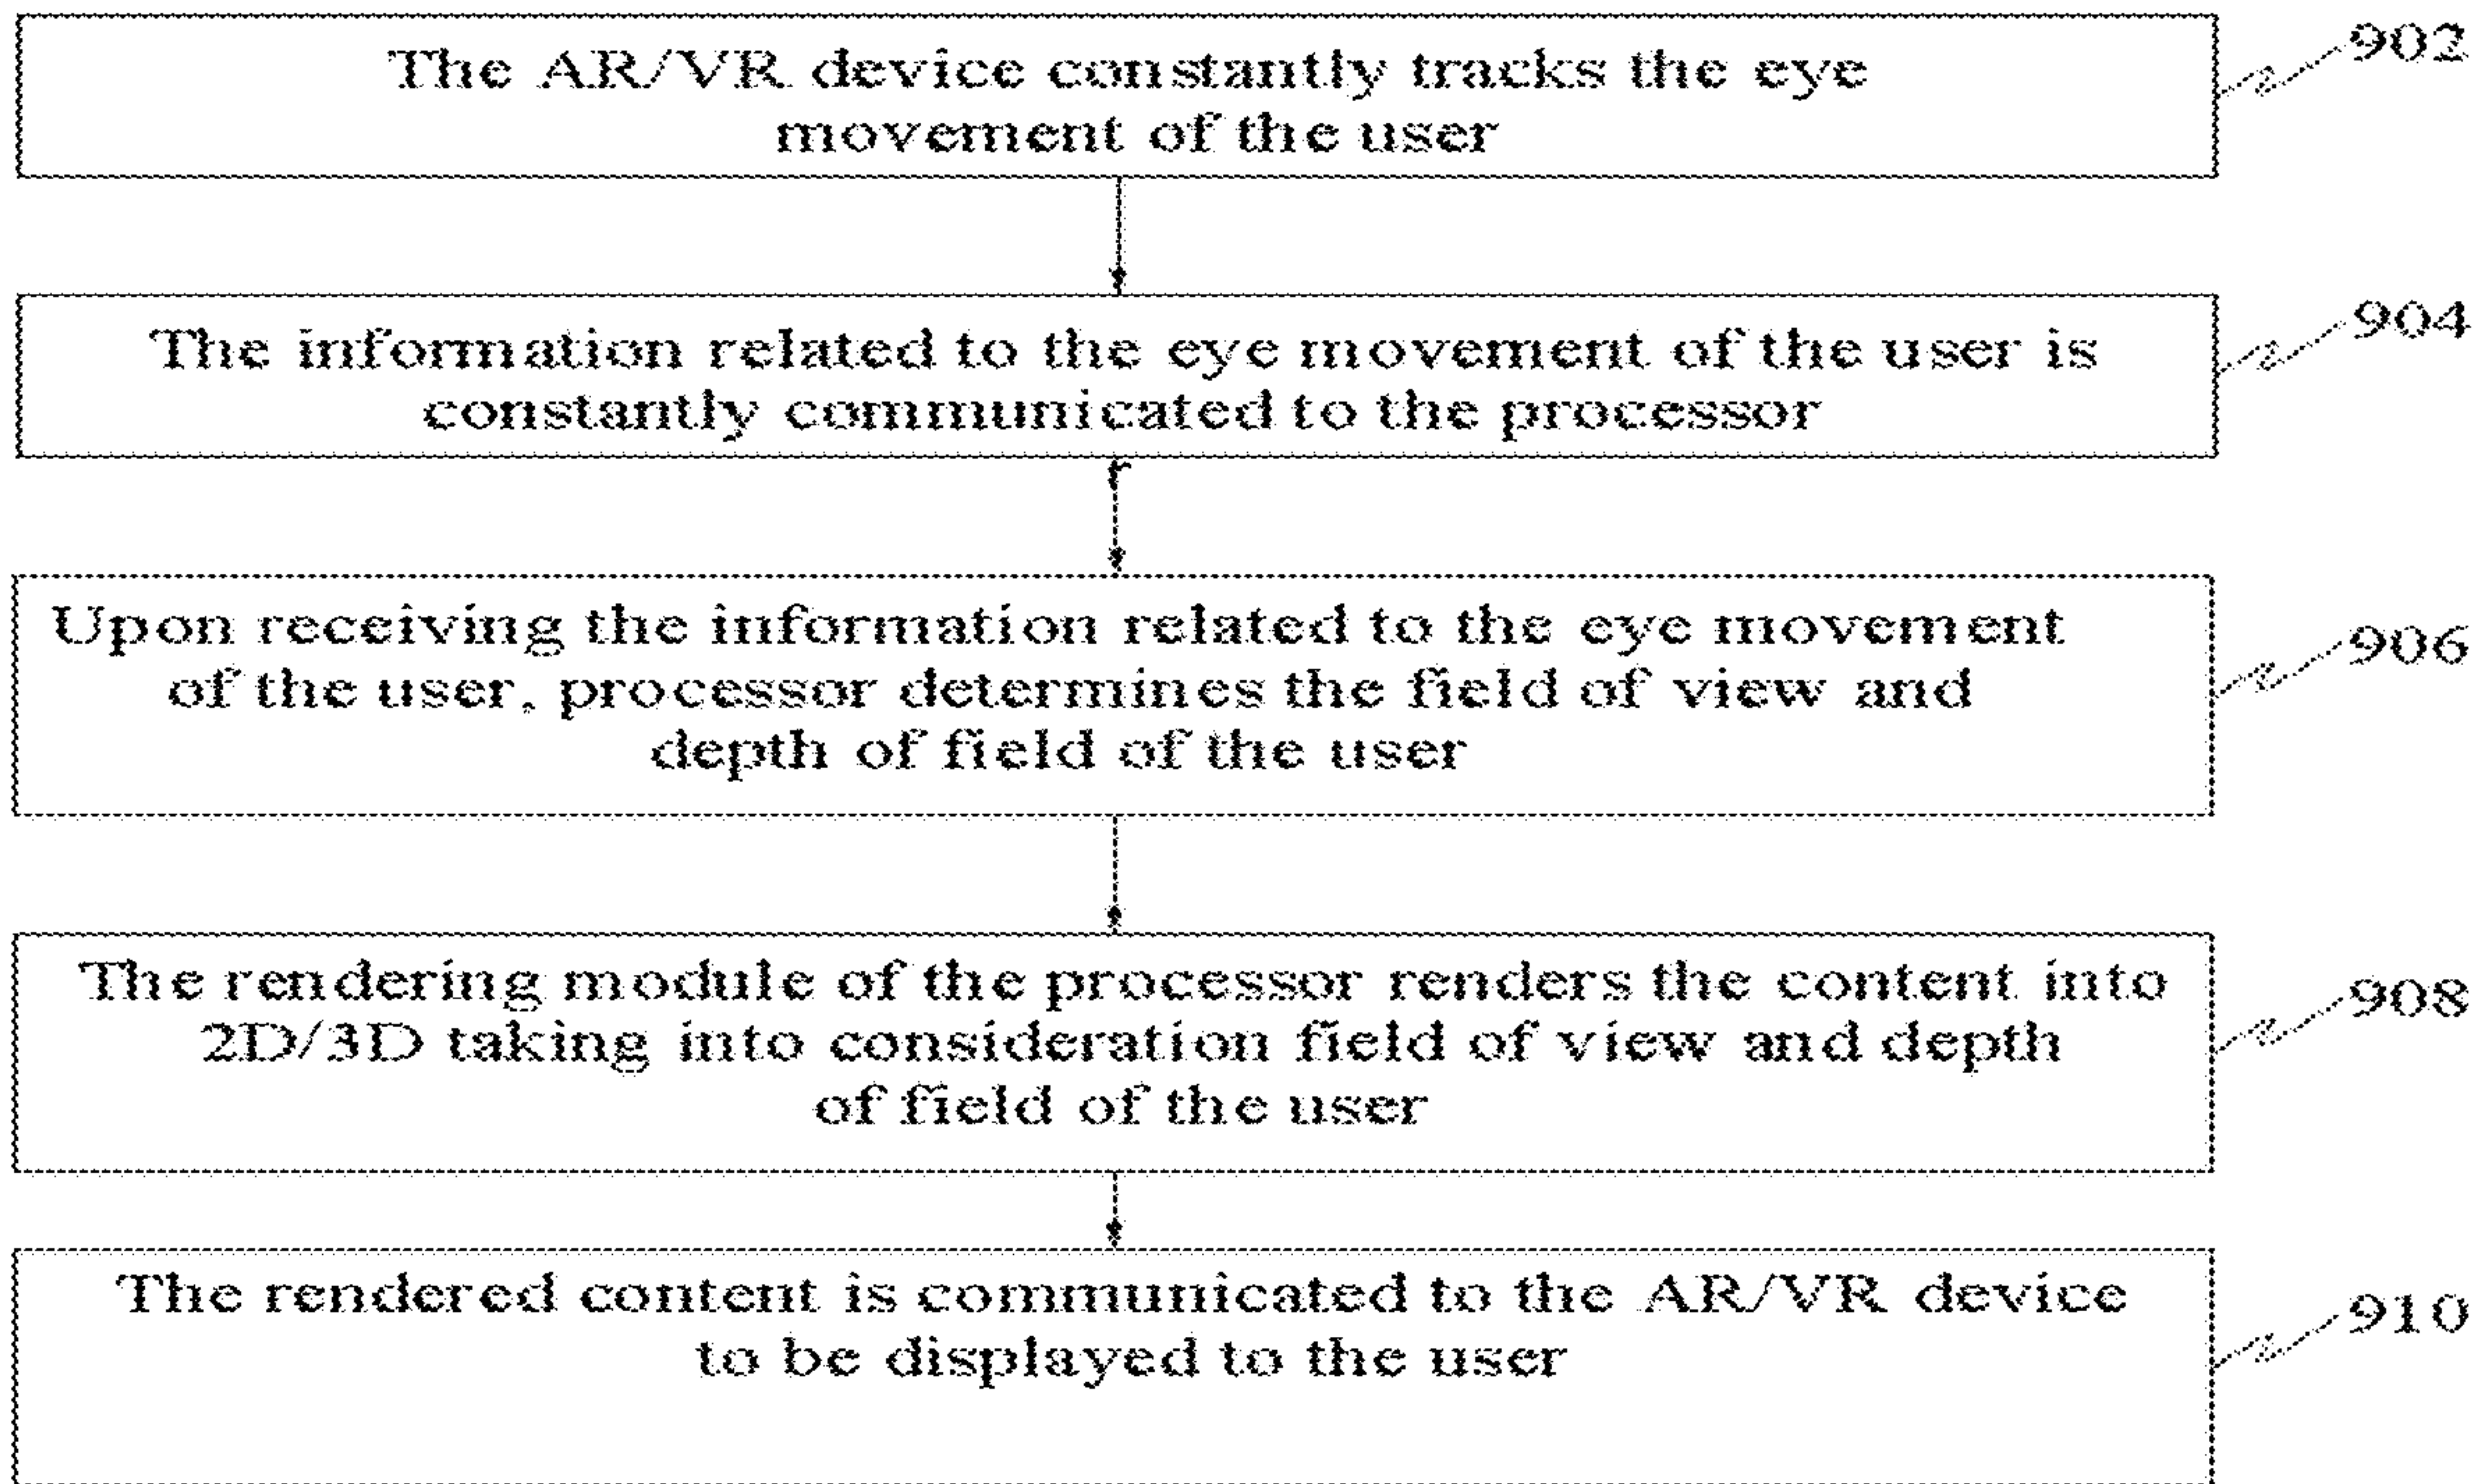 The AR/VR device constantly tracks the eye
movement of the user
902
The information related to the eye movement of the user is
constantly communicated to the processor
904
Upon receiving the information related to the eye movement
of the user, processor determines the field of view and
depth of field of the user
906
The rendering module of the processor renders the content into
2D/3D taking into consideration field of view and depth
of field of the user
908
The rendered content is communicated to the AR/VR device
to be displayed to the user
910